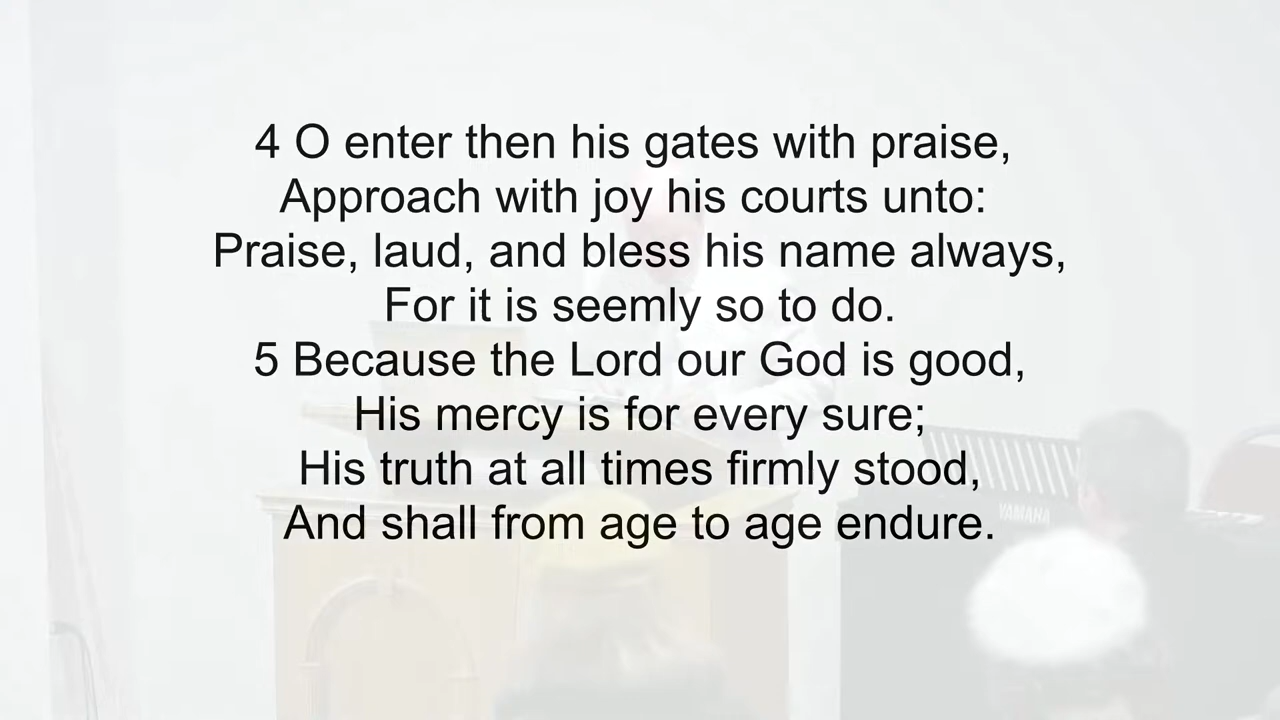 4 O enter then his gates with praise,
Approach with joy his courts unto:
Praise, laud, and bless his name always,
For it is seemly so to do.
5 Because the Lord our God is good,
His mercy is for every sure;
His truth at all times firmly stood,
And shall from age to age endure.
YAMAHA